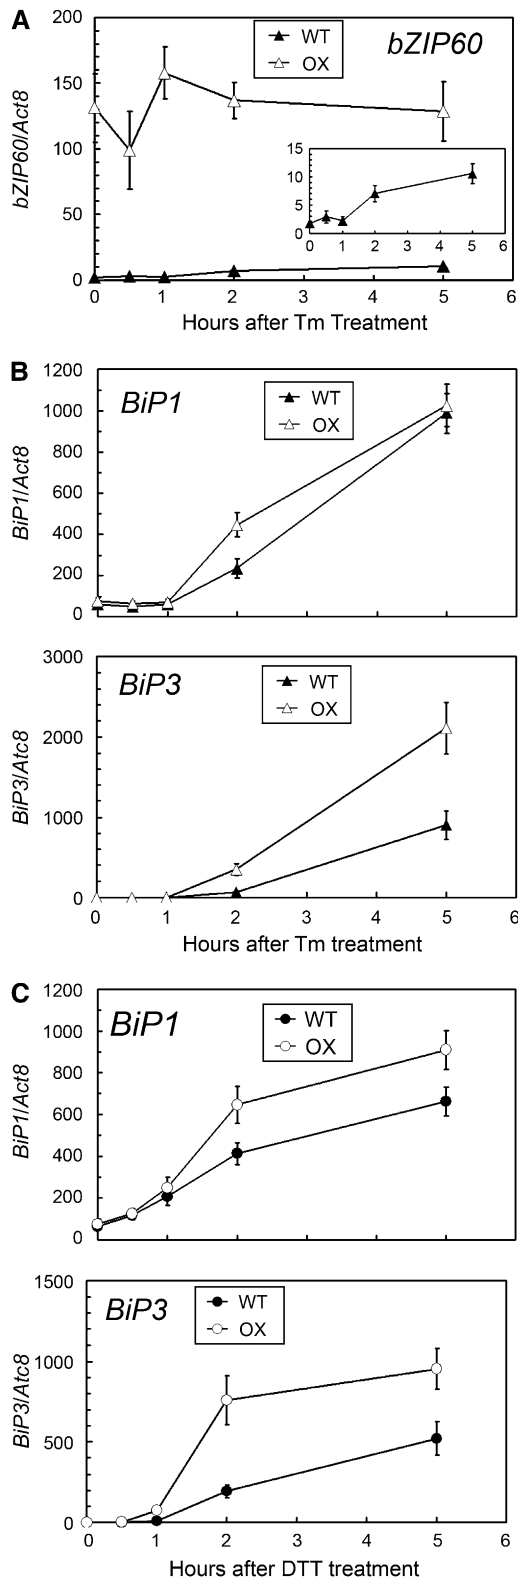 A
bZIP60
WT
OX
bZIP60/Act8
200
150
100
50
0
15
10
5
0
0 1 2 3 4 5 6
0 1 2 3 4 5 6
Hours after Tm Treatment
B
BiP1
WT
OX
BiP1/Act8
1200
1000
800
600
400
200
0
BiP3
WT
OX
BiP3/Atc8
3000
2000
1000
0
0 1 2 3 4 5 6
Hours after Tm treatment
C
BiP1
WT
OX
BiP1/Act8
1200
1000
800
600
400
200
0
BiP3
WT
OX
BiP3/Atc8
1500
1000
500
0
0 1 2 3 4 5 6
Hours after DTT treatment